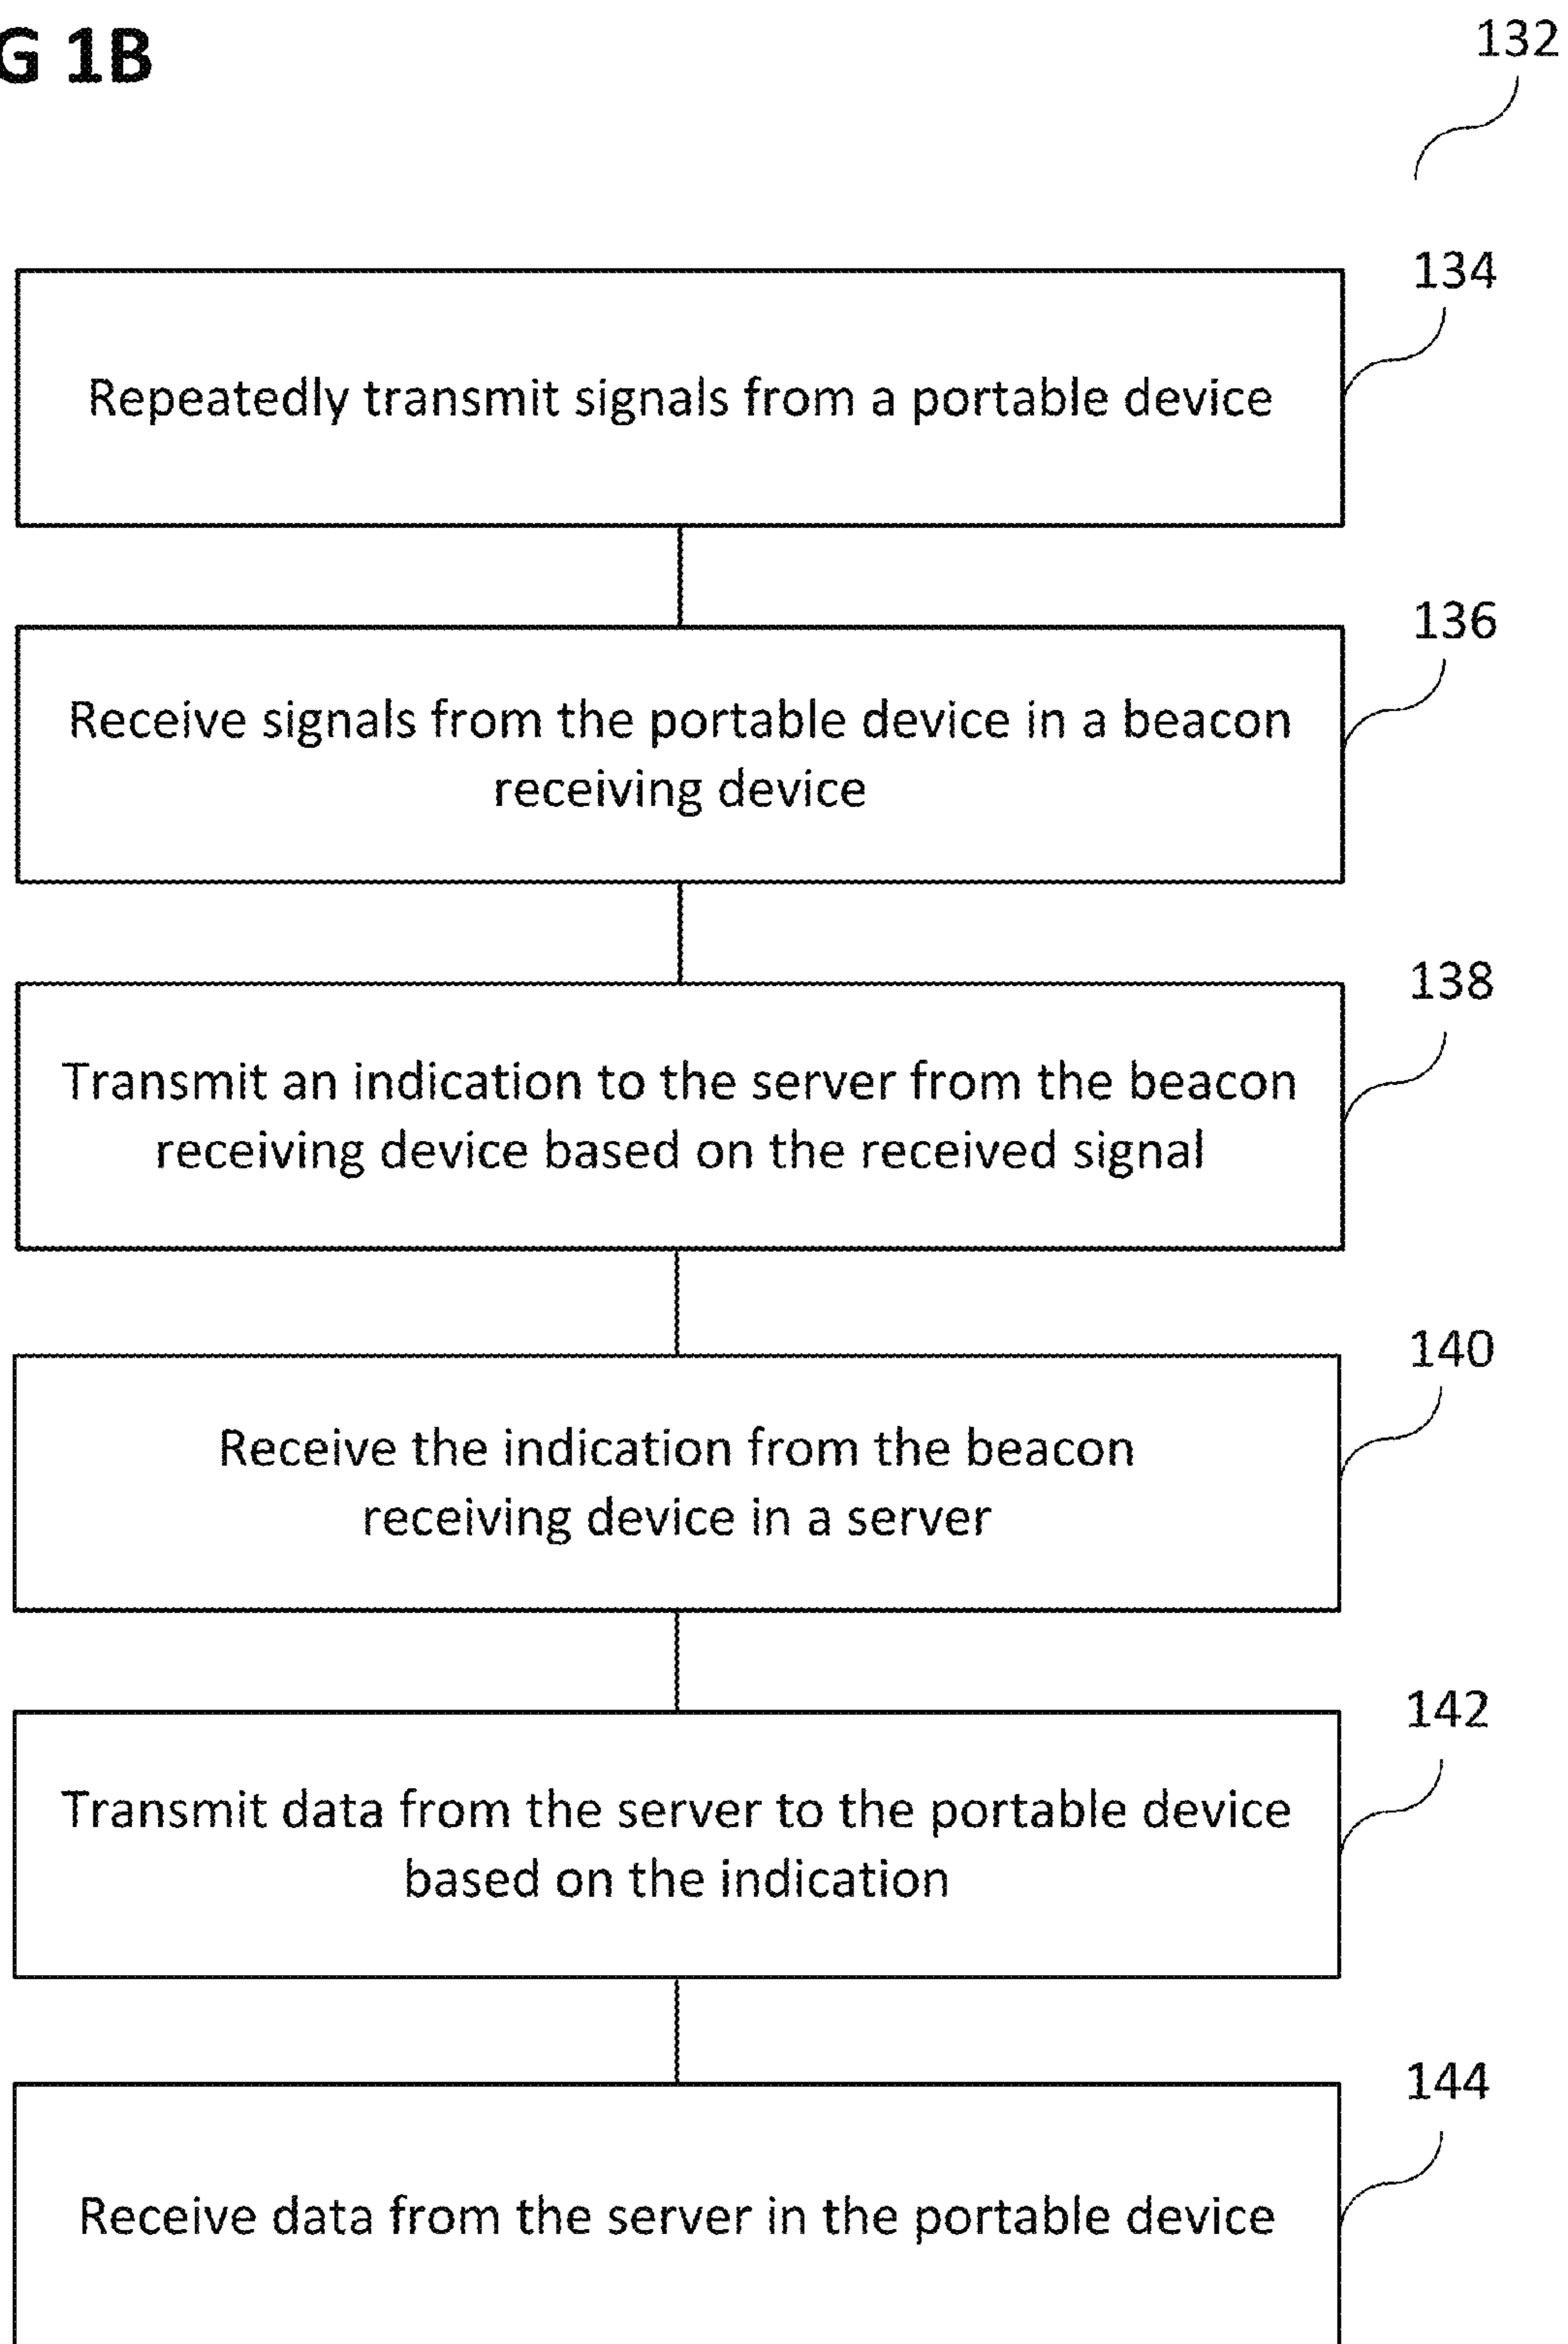 G 1B
132
134
Repeatedly transmit signals from a portable device
136
Receive signals from the portable device in a beacon
receiving device
138
Transmit an indication to the server from the beacon
receiving device based on the received signal
140
Receive the indication from the beacon
receiving device in a server
142
Transmit data from the server to the portable device
based on the indication
144
Receive data from the server in the portable device